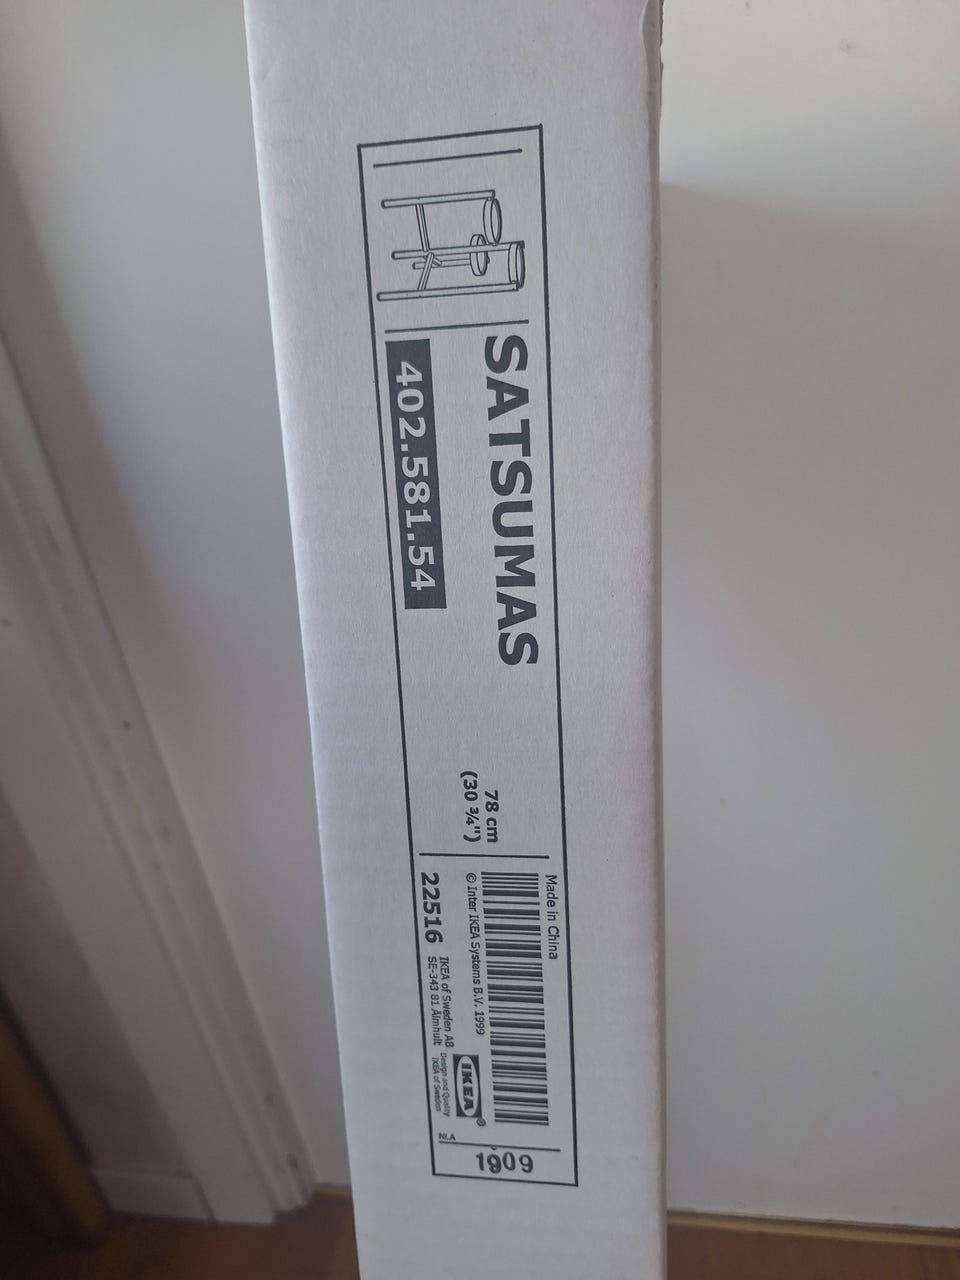 SATSUMAS
402.581.54
78 cm
(30 ¾")
Made in China
© Inter IKEA Systems B.V. 1999
22516
IKEA of Sweden AB
SE-343 81 Älmhult
Design and Quality
IKEA of Sweden
IKEA®
NLA
1909